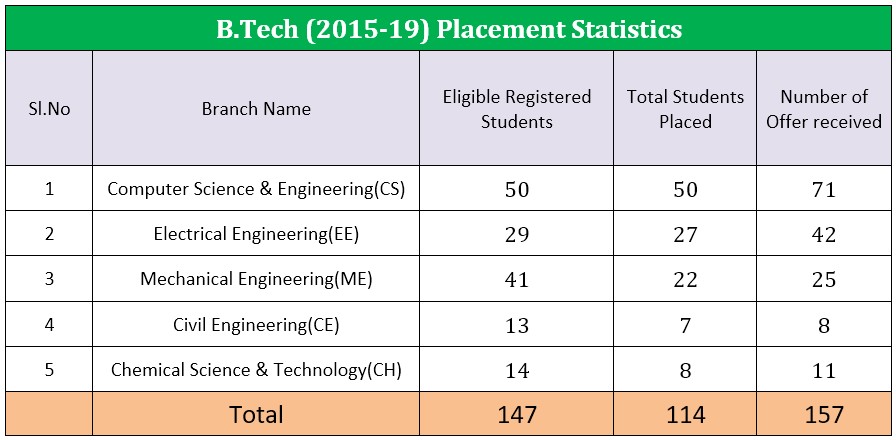 B.Tech (2015-19) Placement Statistics
Sl.No Branch Name Eligible Registered Students Total Students Placed Number of Offer received
1 Computer Science & Engineering(CS) 50 50 71
2 Electrical Engineering(EE) 29 27 42
3 Mechanical Engineering(ME) 41 22 25
4 Civil Engineering(CE) 13 7 8
5 Chemical Science & Technology(CH) 14 8 11
Total 147 114 157